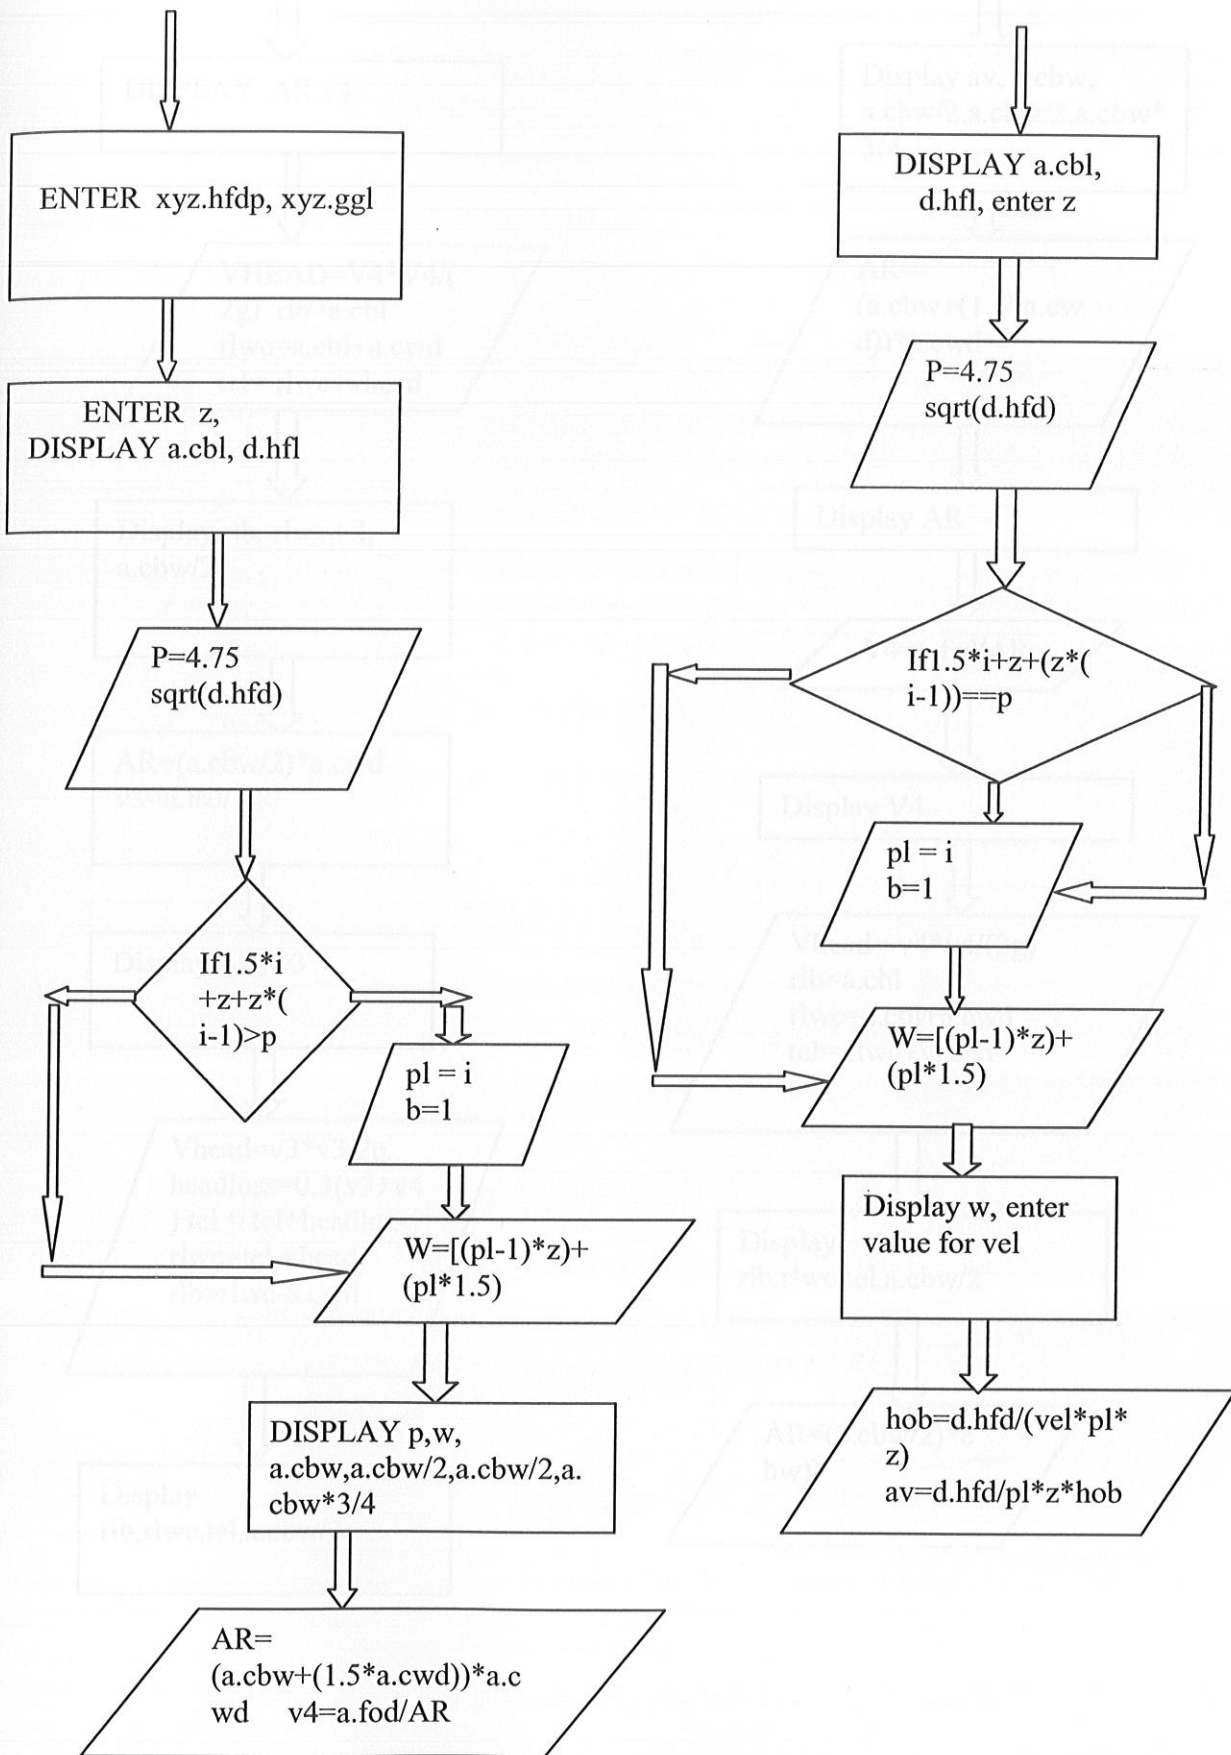 ENTER xyz.hfdp, xyz.ggl
ENTER z,
DISPLAY a.cbl, d.hfl
P=4.75
sqrt(d.hfd)
If1.5*i
+z+z*(
i-1)>p
pl = i
b=1
W=[(pl-1)*z)+
(pl*1.5)
DISPLAY p,w,
a.cbw,a.cbw/2,a.cbw/2,a.
cbw*3/4
AR=
(a.cbw+(1.5*a.cwd))*a.c
wd v4=a.fod/AR
DISPLAY a.cbl,
d.hfl, enter z
P=4.75
sqrt(d.hfd)
If1.5*i+z+(z*(
i-1))==p
pl = i
b=1
W=[(pl-1)*z)+
(pl*1.5)
Display w, enter
value for vel
hob=d.hfd/(vel*pl*
z)
av=d.hfd/pl*z*hob